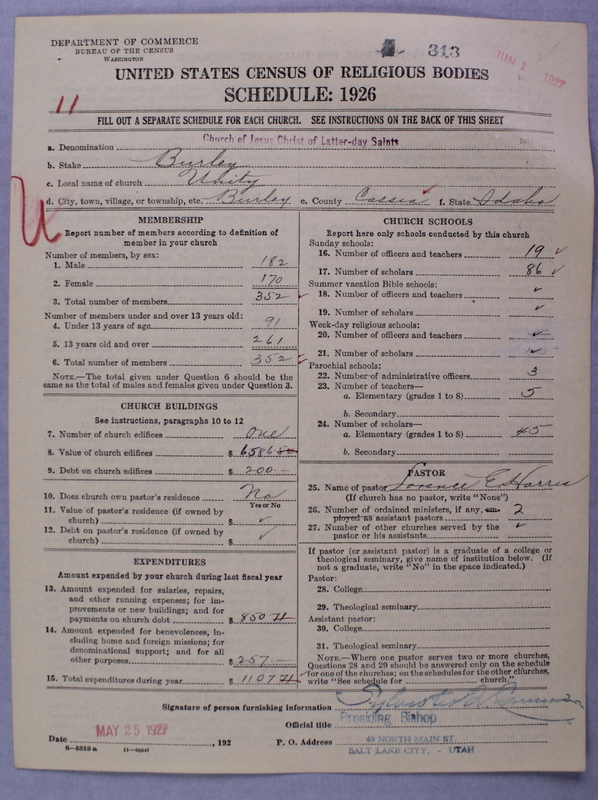 DEPARTMENT OF COMMERCE
BUREAU OF THE CENSUS
WASHINGTON
313
JUN 1 1927
UNITED STATES CENSUS OF RELIGIOUS BODIES
SCHEDULE: 1926
11
FILL OUT A SEPARATE SCHEDULE FOR EACH CHURCH. SEE INSTRUCTIONS ON THE BACK OF THIS SHEET
a. Denomination Church of Jesus Christ of Latter-day Saints
b. Stake Burley
c. Local name of church Unity
d. City, town, village, or township, etc. Burley e. County Cassia f. State Idaho
U
MEMBERSHIP
Report number of members according to definition of
member in your church
Number of members, by sex:
1. Male 182
2. Female 170
3. Total number of members 352
Number of members under and over 13 years old:
4. Under 13 years of age 91
5. 13 years old and over 261
6. Total number of members 352
NOTE.—The total given under Question 6 should be the
same as the total of males and females given under Question 3.
CHURCH BUILDINGS
See instructions, paragraphs 10 to 12
7. Number of church edifices One
8. Value of church edifices $ 6586
9. Debt on church edifices $ 200.—
10. Does church own pastor's residence No
Yes or No
11. Value of pastor's residence (if owned by
church) $ ✓
12. Debt on pastor's residence (if owned by
church) $ ✓
EXPENDITURES
Amount expended by your church during last fiscal year
13. Amount expended for salaries, repairs,
and other running expenses; for im-
provements or new buildings; and for
payments on church debt $ 850 71
14. Amount expended for benevolences, in-
cluding home and foreign missions; for
denominational support; and for all
other purposes $ 257.—
15. Total expenditures during year $ 1107 71
CHURCH SCHOOLS
Report here only schools conducted by this church
Sunday schools:
16. Number of officers and teachers 19 ✓
17. Number of scholars 86 ✓
Summer vacation Bible schools:
18. Number of officers and teachers ✓
19. Number of scholars ✓
Week-day religious schools:
20. Number of officers and teachers ✓
21. Number of scholars ✓
Parochial schools:
22. Number of administrative officers 3
23. Number of teachers—
a. Elementary (grades 1 to 8) 5
b. Secondary
24. Number of scholars—
a. Elementary (grades 1 to 8) 45
b. Secondary
PASTOR
25. Name of pastor E Harris
(If church has no pastor, write "None")
26. Number of ordained ministers, if any, em-
ployed as assistant pastors 2
27. Number of other churches served by the
pastor or his assistants ✓
If pastor (or assistant pastor) is a graduate of a college or
theological seminary, give name of institution below. (If
not a graduate, write "No" in the space indicated.)
Pastor:
28. College
29. Theological seminary
Assistant pastor:
30. College
31. Theological seminary
NOTE.—Where one pastor serves two or more churches,
Questions 28 and 29 should be answered only on the schedule
for one of the churches; on the schedules for the other churches,
write "See schedule for church."
Signature of person furnishing information
Official title Presiding Bishop
Date MAY 25 1927, 192 P. O. Address 40 NORTH MAIN ST.
SALT LAKE CITY, - UTAH